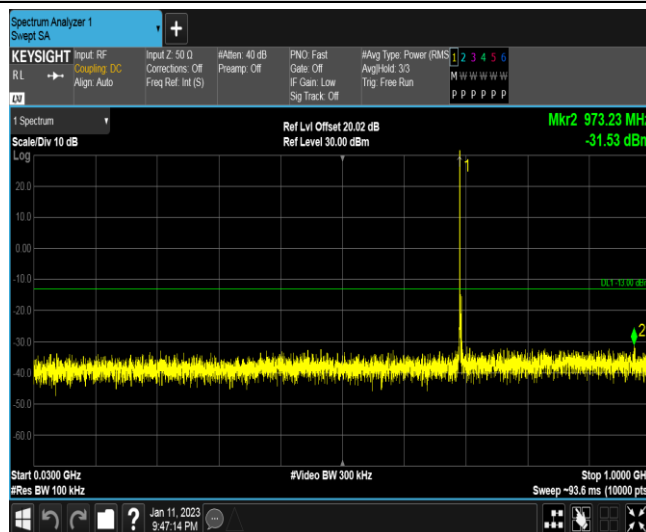 Spectrum Analyzer 1
Swept SA
+
KEYSIGHT
RL
LXI
Input: RF
Coupling: DC
Align: Auto
Input Z: 50 Ω
Corrections: Off
Freq Ref: Int (S)
#Atten: 40 dB
Preamp: Off
PNO: Fast
Gate: Off
IF Gain: Low
Sig Track: Off
#Avg Type: Power (RMS
Avg|Hold: 3/3
Trig: Free Run
1 2 3 4 5 6
M W W W W W
P P P P P P
1 Spectrum
Scale/Div 10 dB
Log
Ref Lvl Offset 20.02 dB
Ref Level 30.00 dBm
Mkr2 973.23 MHz
-31.53 dBm
1
20.0
10.0
0.00
-10.0
DL1 -13.00 dBm
-20.0
2
-30.0
-40.0
-50.0
-60.0
Start 0.0300 GHz
#Res BW 100 kHz
#Video BW 300 kHz
Stop 1.0000 GH
Sweep ~93.6 ms (10000 pts
?
Jan 11, 2023
9:47:14 PM